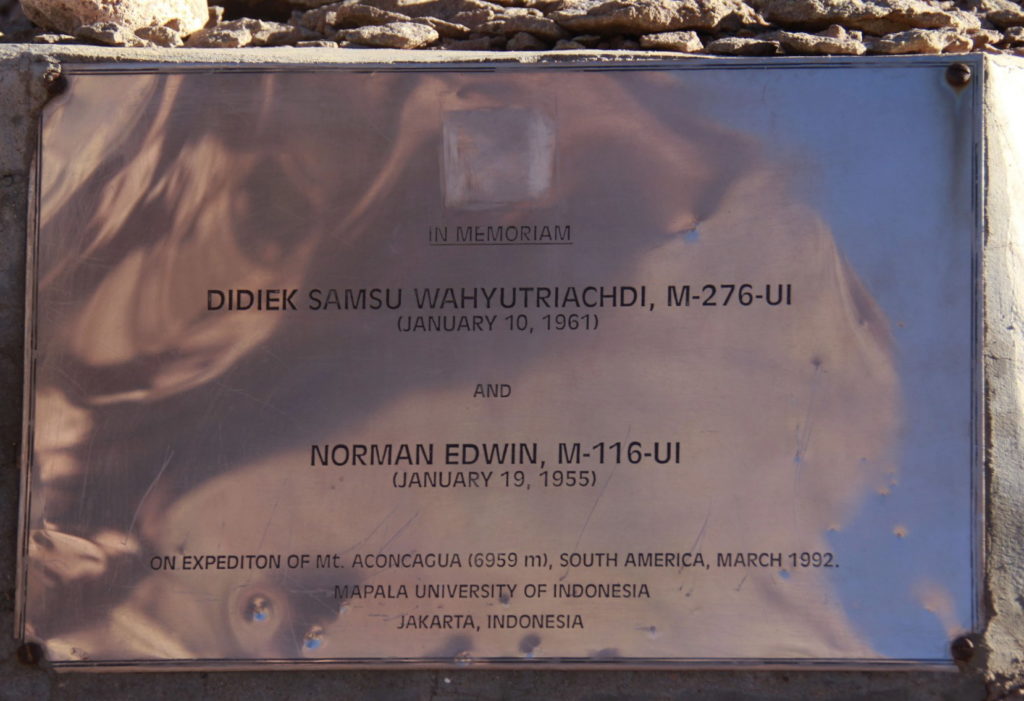 IN MEMORIAM
DIDIEK SAMSU WAHYUTRIACHDI, M-276-UI
(JANUARY 10, 1961)
AND
NORMAN EDWIN, M-116-UI
(JANUARY 19, 1955)
ON EXPEDITON OF Mt. ACONCAGUA (6959 m), SOUTH AMERICA, MARCH 1992.
MAPALA UNIVERSITY OF INDONESIA
JAKARTA, INDONESIA